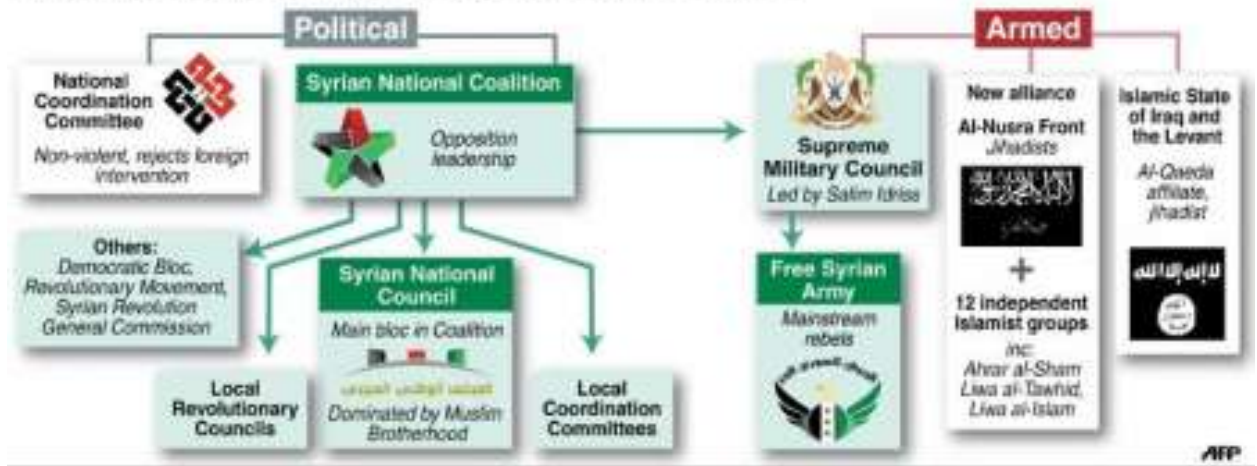 Political
Armed
National
Coordination
Committee
Non-violent, rejects foreign
intervention
Syrian National Coalition
Opposition
leadership
Others:
Democratic Bloc,
Revolutionary Movement,
Syrian Revolution
General Commission
Local
Revolutionary
Councils
Syrian National
Council
Main bloc in Coalition
Dominated by Muslim
Brotherhood
Local
Coordination
Committees
Supreme
Military Council
Led by Salim Idriss
Free Syrian
Army
Mainstream
rebels
New alliance
Al-Nusra Front
Jihadists
+
12 independent
Islamist groups
inc:
Ahrar al-Sham
Liwa al-Tawhid,
Liwa al-Islam
Islamic State
of Iraq and
the Levant
Al-Qaeda
affiliate,
jihadist
لا إله إلا الله
AFP